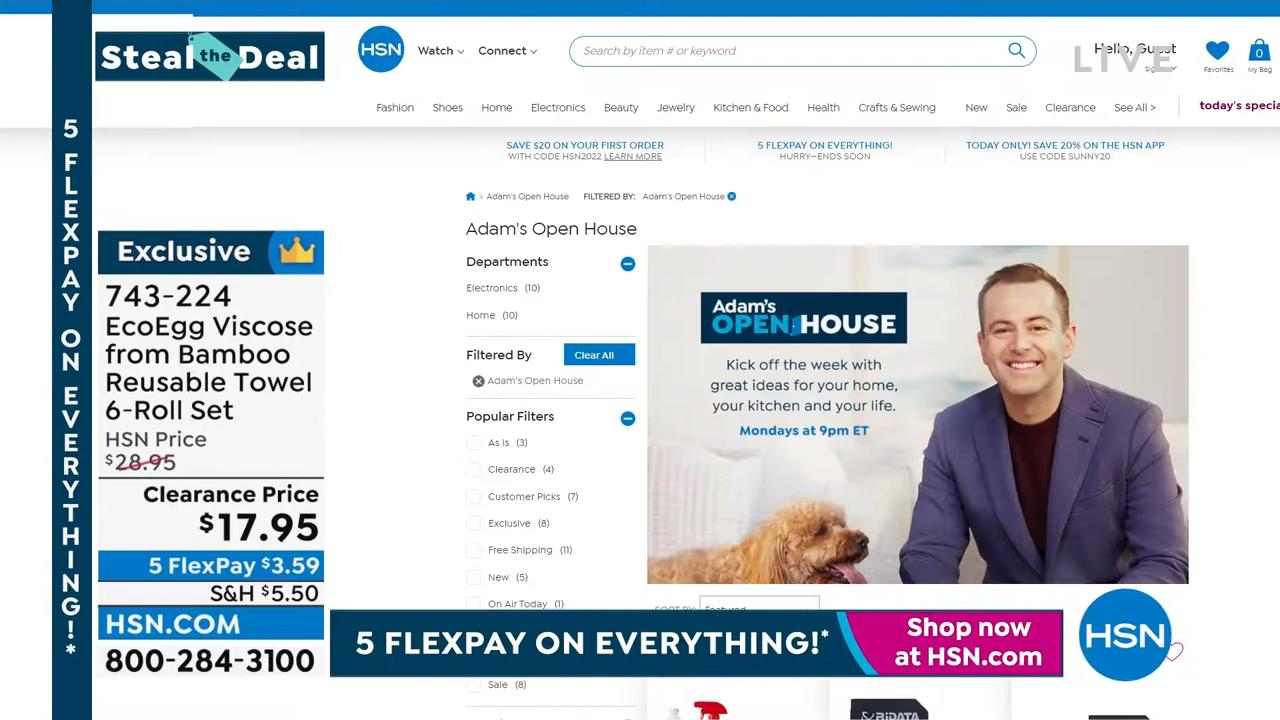 Steal the Deal
HSN
Watch
Connect
Search by item # or keyword
Hello, Guest
LIVE
Favorites
0
My Bag
Fashion
Shoes
Home
Electronics
Beauty
Jewelry
Kitchen & Food
Health
Crafts & Sewing
New
Sale
Clearance
See All >
today's specia
5 FLEXPAY ON EVERYTHING!*
SAVE $20 ON YOUR FIRST ORDER
WITH CODE HSN2022 LEARN MORE
5 FLEXPAY ON EVERYTHING!
HURRY—ENDS SOON
TODAY ONLY! SAVE 20% ON THE HSN APP
USE CODE SUNNY20
> Adam's Open House
FILTERED BY:
Adam's Open House
Adam's Open House
Departments
Electronics (10)
Home (10)
Filtered By
Clear All
Adam's Open House
Popular Filters
As Is (3)
Clearance (4)
Customer Picks (7)
Exclusive (8)
Free Shipping (11)
New (5)
On Air Today (1)
Sale (8)
Adam's
OPEN HOUSE
Kick off the week with
great ideas for your home,
your kitchen and your life.
Mondays at 9pm ET
SORT BY: Featured
Exclusive
743-224
EcoEgg Viscose
from Bamboo
Reusable Towel
6-Roll Set
HSN Price
$28.95
Clearance Price
$17.95
5 FlexPay $3.59
S&H $5.50
HSN.COM
800-284-3100
5 FLEXPAY ON EVERYTHING!*
Shop now
at HSN.com
HSN
RIDATA